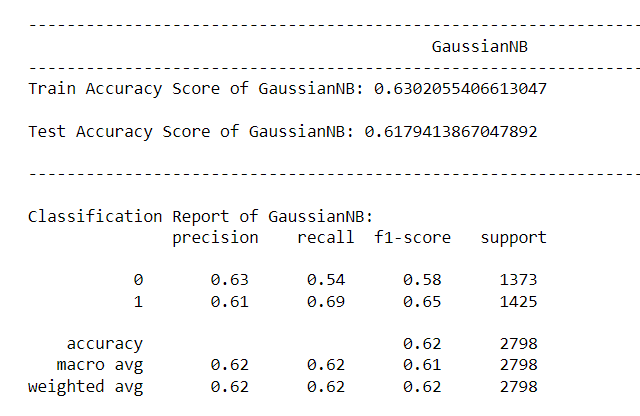 GaussianNB
Train Accuracy Score of GaussianNB: 0.6302055406613047
Test Accuracy Score of GaussianNB: 0.6179413867047892
Classification Report of GaussianNB:
precision recall f1-score support
0 0.63 0.54 0.58 1373
1 0.61 0.69 0.65 1425
accuracy 0.62 2798
macro avg 0.62 0.62 0.61 2798
weighted avg 0.62 0.62 0.62 2798